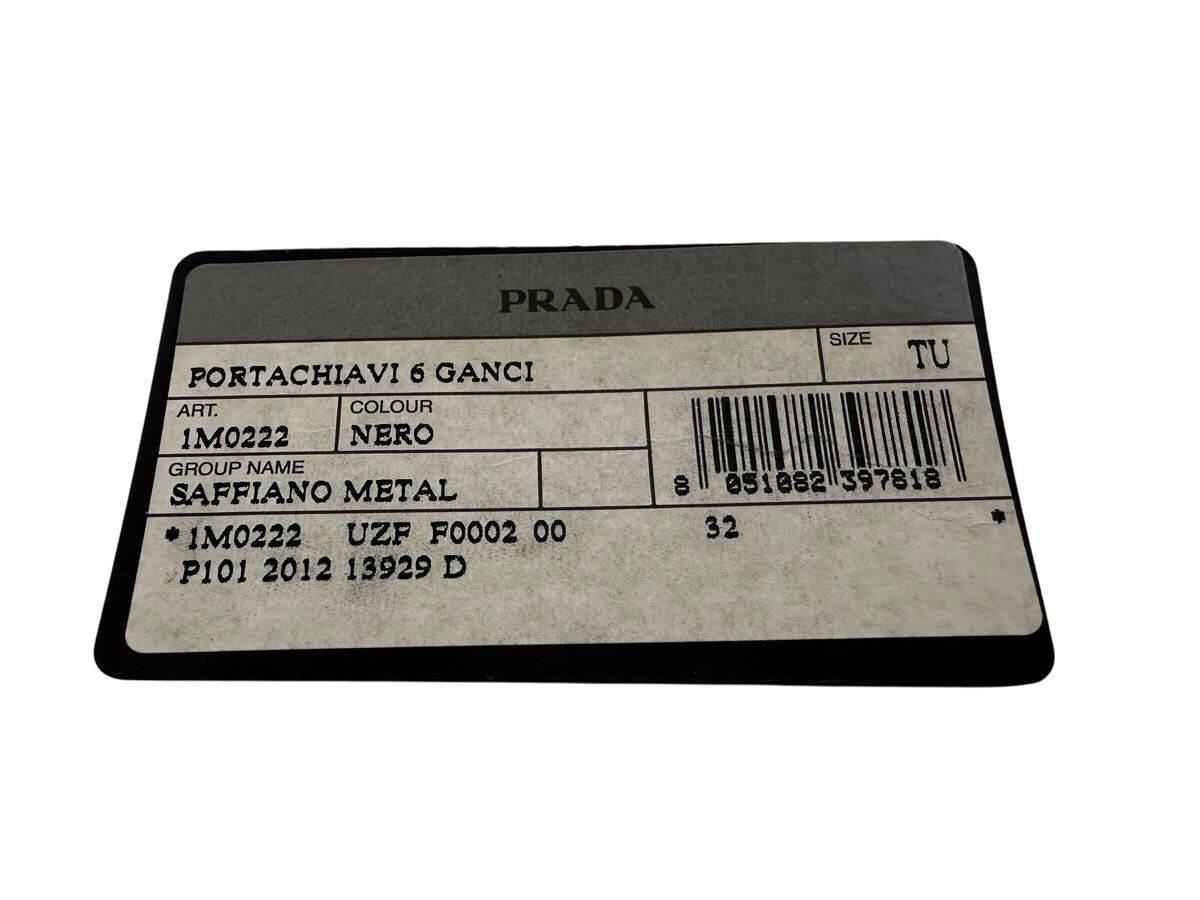 PRADA
PORTACHIAVI 6 GANCI
SIZE
TU
ART.
1M0222
COLOUR
NERO
GROUP NAME
SAFFIANO METAL
8 051082 397818
*1M0222 UZF F0002 00 32 *
P101 2012 13929 D